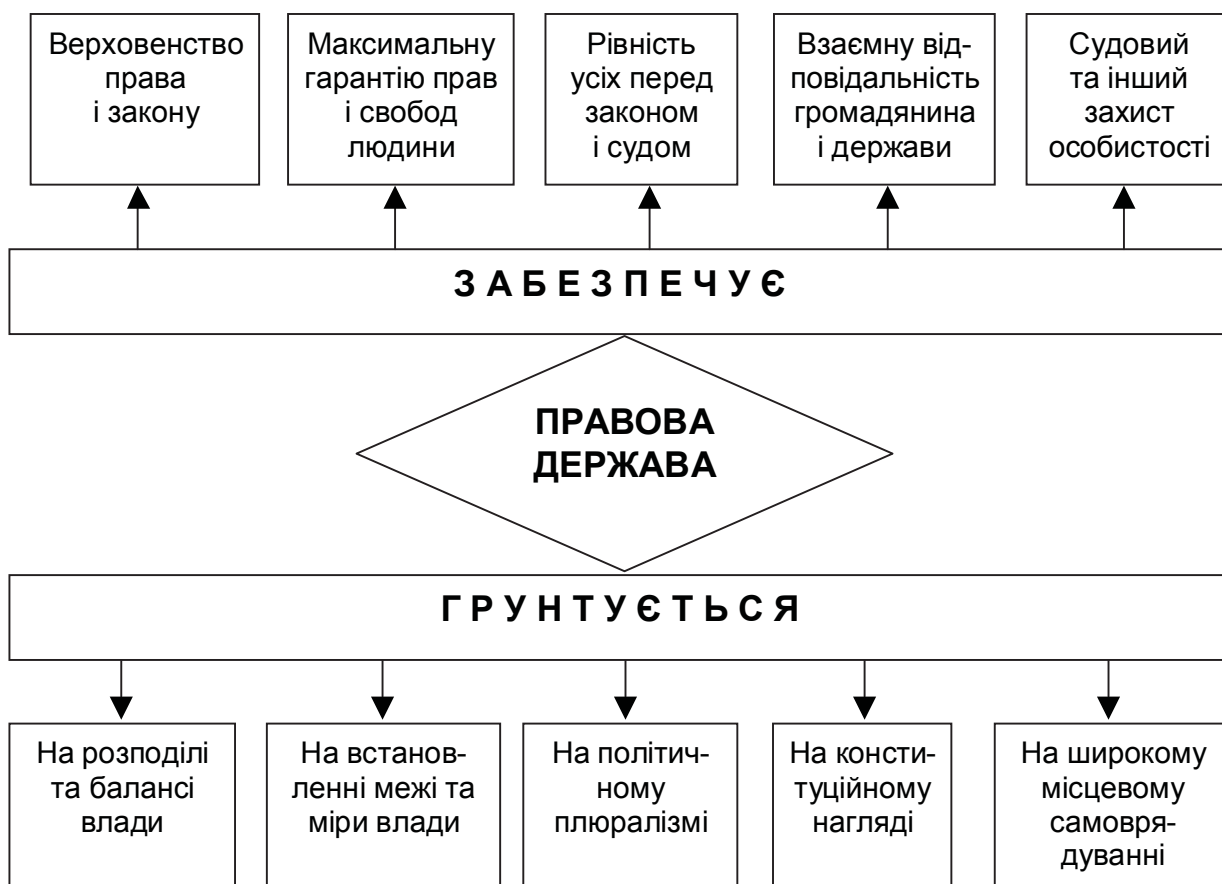 Верховенство
права
і закону
Максимальну
гарантію прав
і свобод
людини
Рівність
усіх перед
законом
і судом
Взаємну від-
повідальність
громадянина
і держави
Судовий
та інший
захист
особистості
З А Б Е З П Е Ч У Є
ПРАВОВА
ДЕРЖАВА
Г Р У Н Т У Є Т Ь С Я
На розподілі
та балансі
влади
На встанов-
ленні межі та
міри влади
На політич-
ному
плюралізмі
На консти-
туційному
нагляді
На широкому
місцевому
самовря-
дуванні